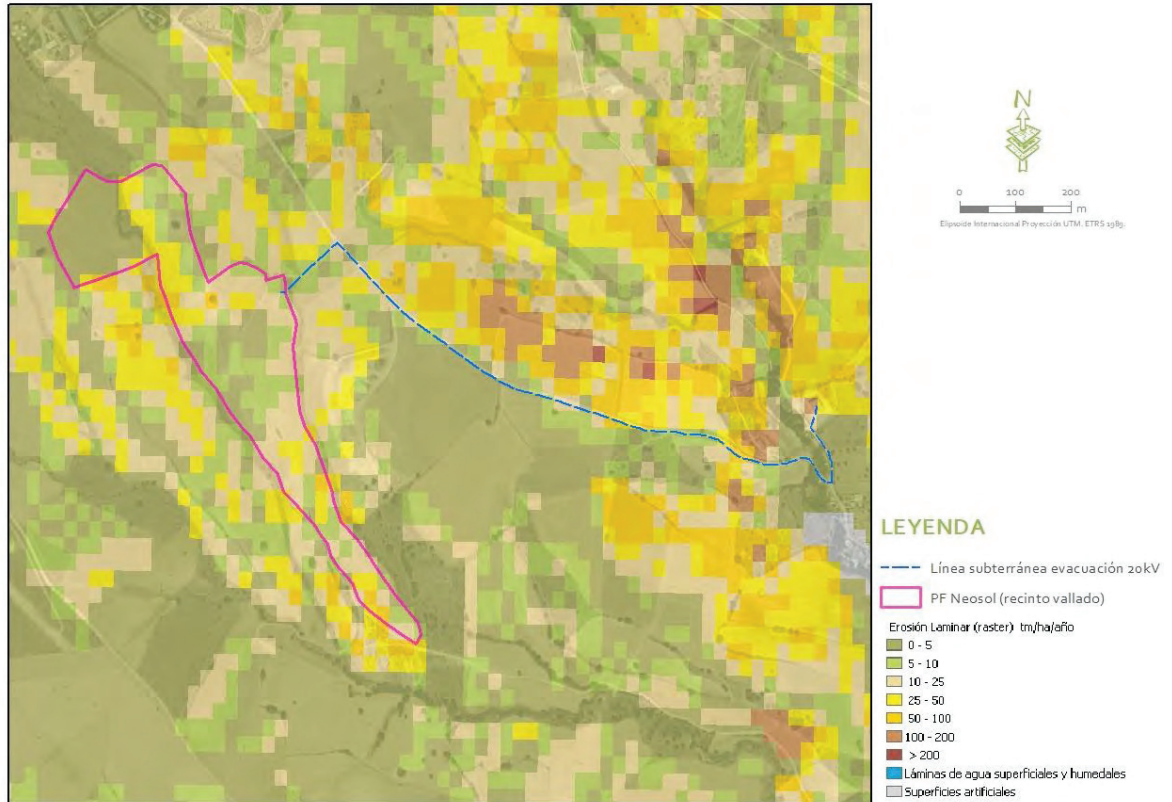 N
0 100 200
m
Elipsoide Internacional Proyección UTM. ETRS 1989.
LEYENDA
Línea subterránea evacuación 20kV
PF Neosol (recinto vallado)
Erosión Laminar (raster) tm/ha/año
0 - 5
5 - 10
10 - 25
25 - 50
50 - 100
100 - 200
> 200
Láminas de agua superficiales y humedales
Superficies artificiales